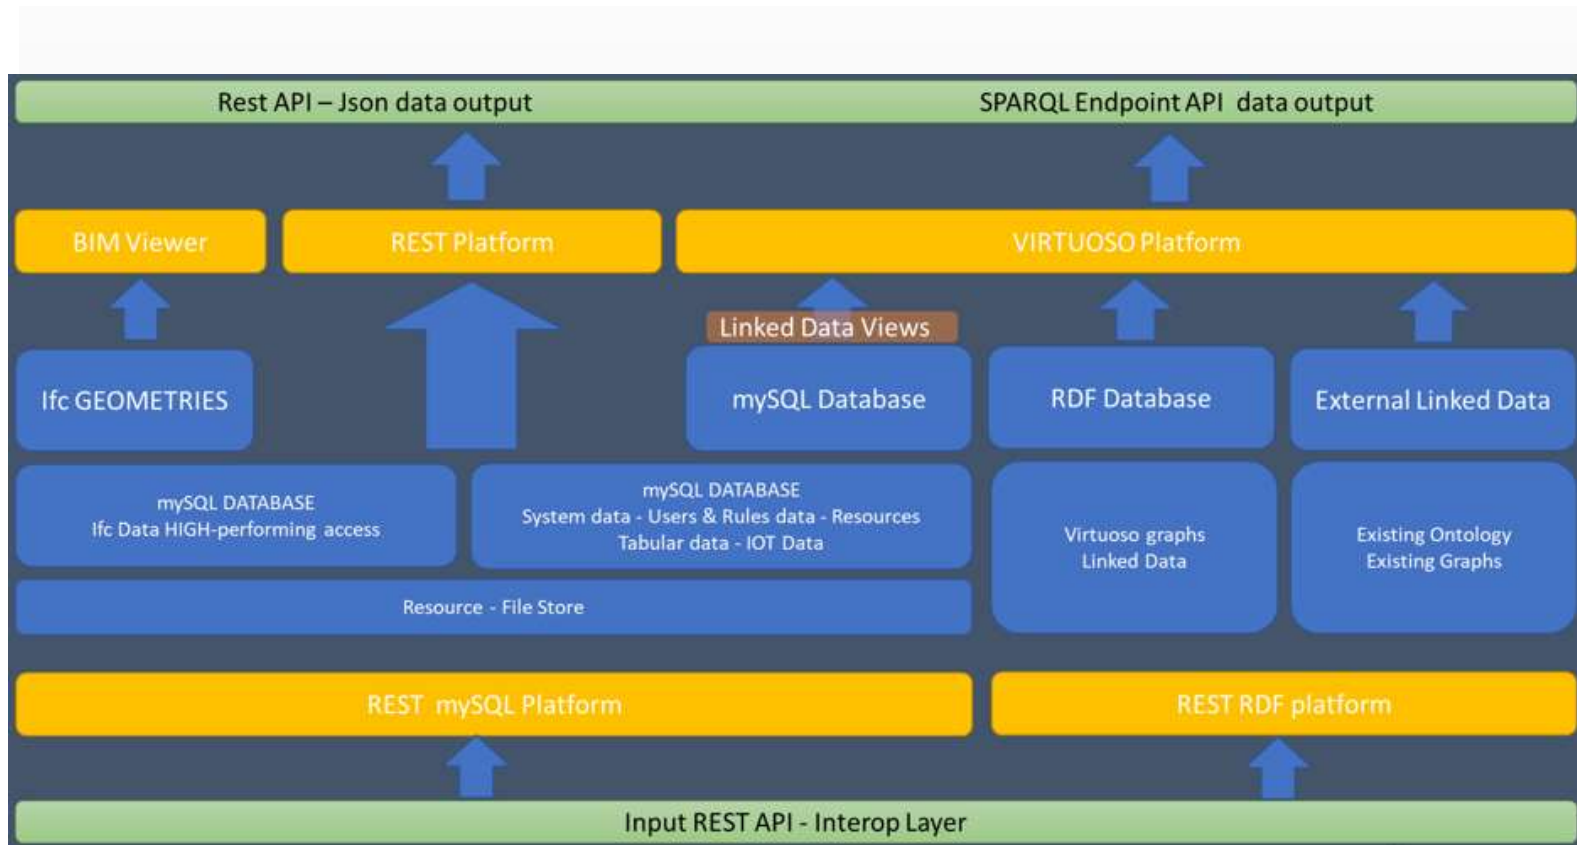 Rest API – Json data output
SPARQL Endpoint API data output
BIM Viewer
REST Platform
VIRTUOSO Platform
Linked Data Views
Ifc GEOMETRIES
mySQL Database
RDF Database
External Linked Data
mySQL DATABASE
Ifc Data HIGH-performing access
mySQL DATABASE
System data - Users & Rules data - Resources
Tabular data - IOT Data
Virtuoso graphs
Linked Data
Existing Ontology
Existing Graphs
Resource - File Store
REST mySQL Platform
REST RDF platform
Input REST API - Interop Layer